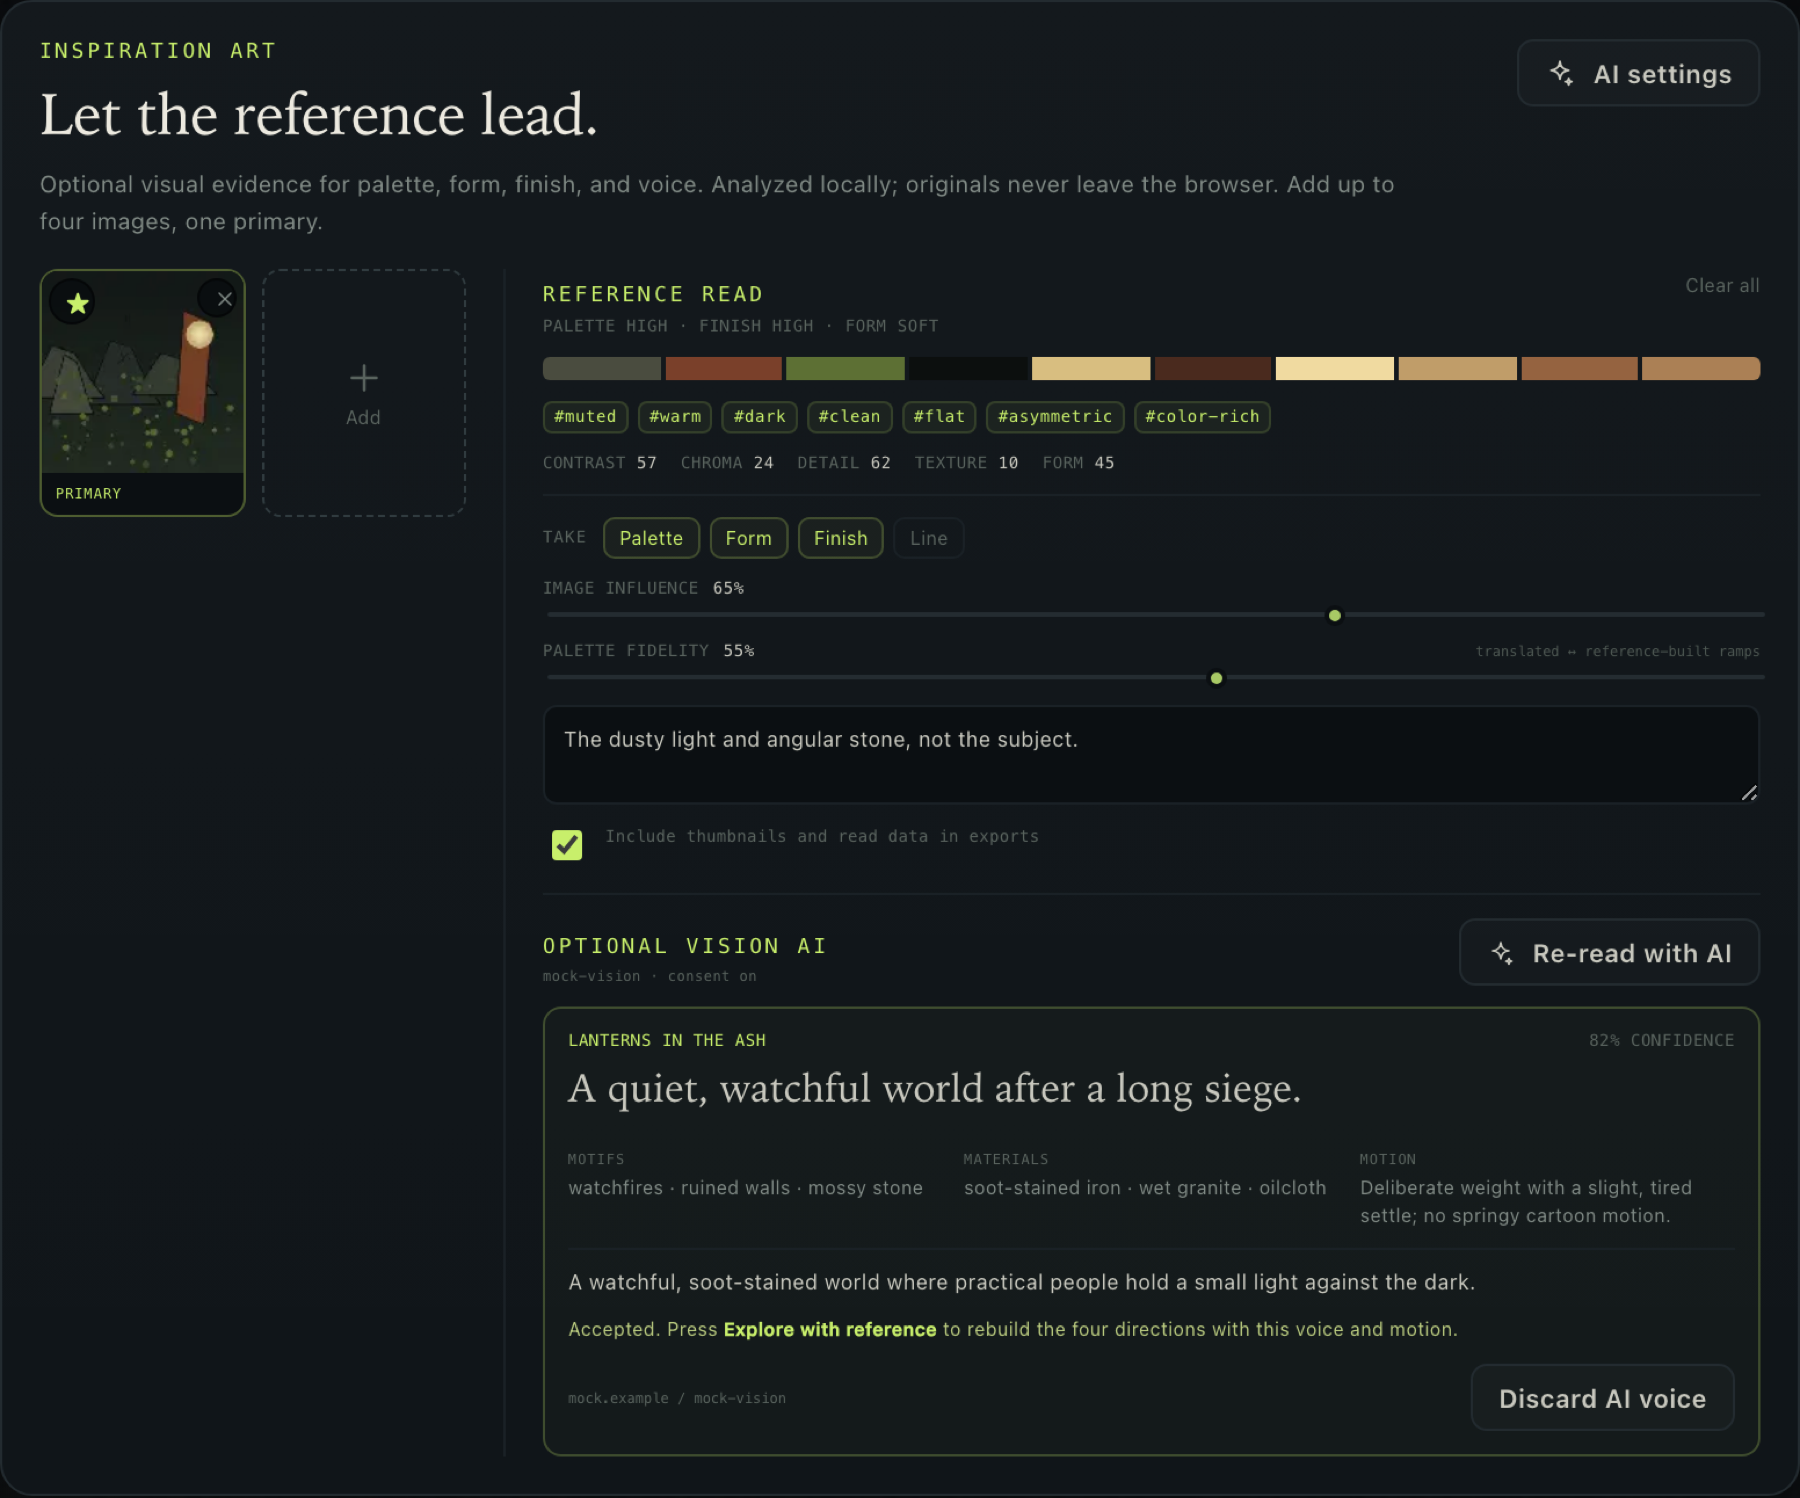 INSPIRATION ART
AI settings
Let the reference lead.
Optional visual evidence for palette, form, finish, and voice. Analyzed locally; originals never leave the browser. Add up to
four images, one primary.
PRIMARY
Add
REFERENCE READ
Clear all
PALETTE HIGH · FINISH HIGH · FORM SOFT
#muted #warm #dark #clean #flat #asymmetric #color-rich
CONTRAST 57 CHROMA 24 DETAIL 62 TEXTURE 10 FORM 45
TAKE Palette Form Finish Line
IMAGE INFLUENCE 65%
PALETTE FIDELITY 55% translated ↔ reference-built ramps
The dusty light and angular stone, not the subject.
Include thumbnails and read data in exports
OPTIONAL VISION AI
mock-vision · consent on
Re-read with AI
LANTERNS IN THE ASH 82% CONFIDENCE
A quiet, watchful world after a long siege.
MOTIFS
watchfires · ruined walls · mossy stone
MATERIALS
soot-stained iron · wet granite · oilcloth
MOTION
Deliberate weight with a slight, tired
settle; no springy cartoon motion.
A watchful, soot-stained world where practical people hold a small light against the dark.
Accepted. Press Explore with reference to rebuild the four directions with this voice and motion.
mock.example / mock-vision
Discard AI voice